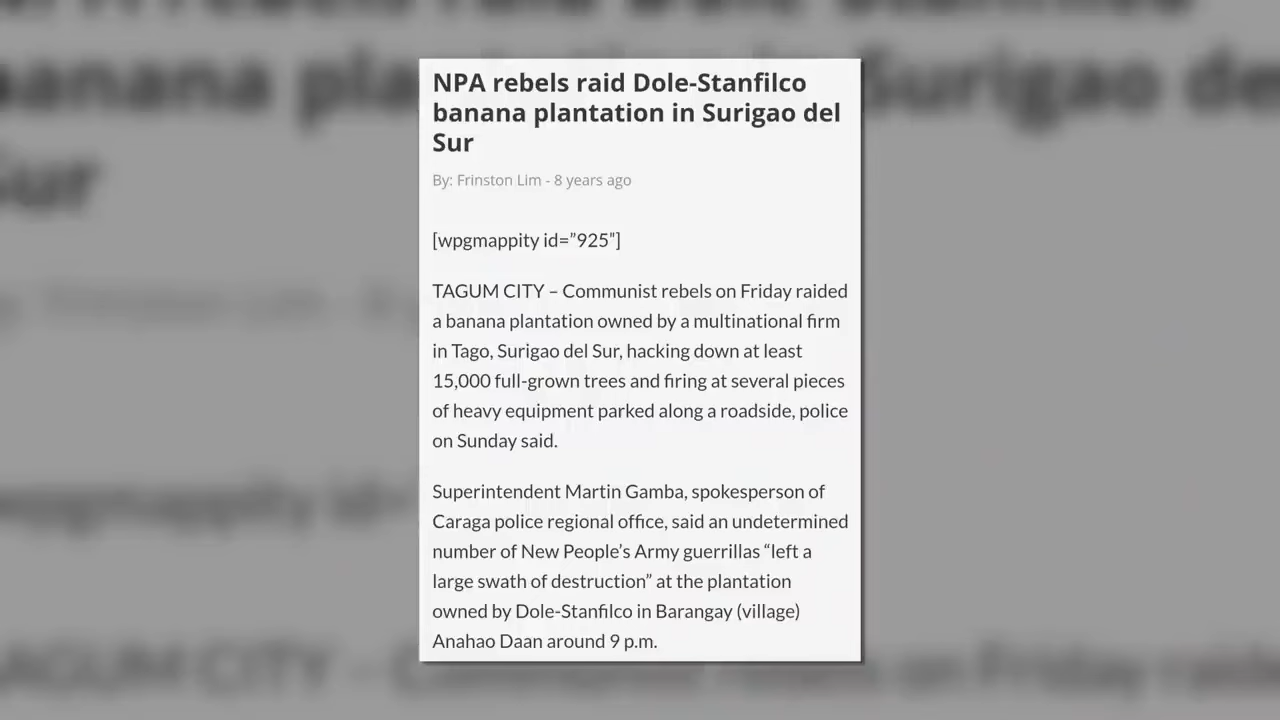 NPA rebels raid Dole-Stanfilco
banana plantation in Surigao del
Sur
By: Frinston Lim - 8 years ago
[wpgmappity id=”925″]
TAGUM CITY – Communist rebels on Friday raided
a banana plantation owned by a multinational firm
in Tago, Surigao del Sur, hacking down at least
15,000 full-grown trees and firing at several pieces
of heavy equipment parked along a roadside, police
on Sunday said.
Superintendent Martin Gamba, spokesperson of
Caraga police regional office, said an undetermined
number of New People’s Army guerrillas “left a
large swath of destruction” at the plantation
owned by Dole-Stanfilco in Barangay (village)
Anahao Daan around 9 p.m.